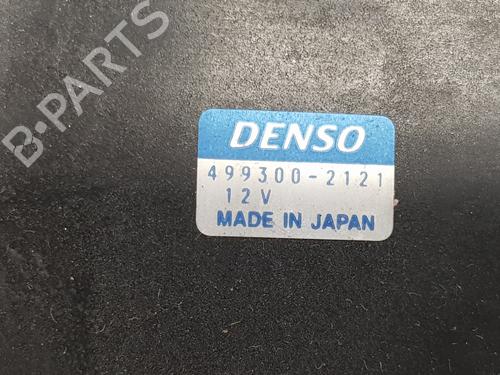 B-PARTS
DENSO
499300-2121
12V
MADE IN JAPAN